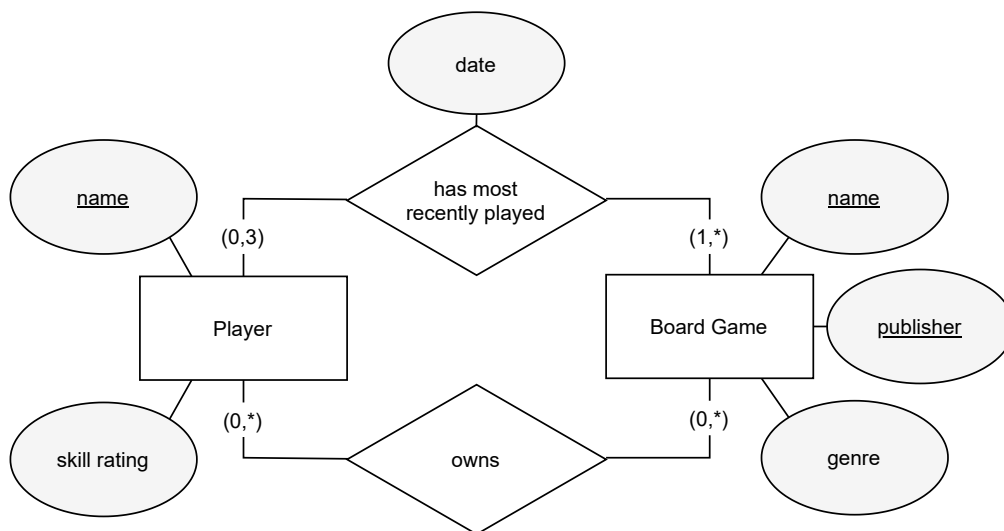 date
name
has most
recently played
name
(0,3)
(1,*)
Player
Board Game
publisher
(0,*)
(0,*)
skill rating
owns
genre